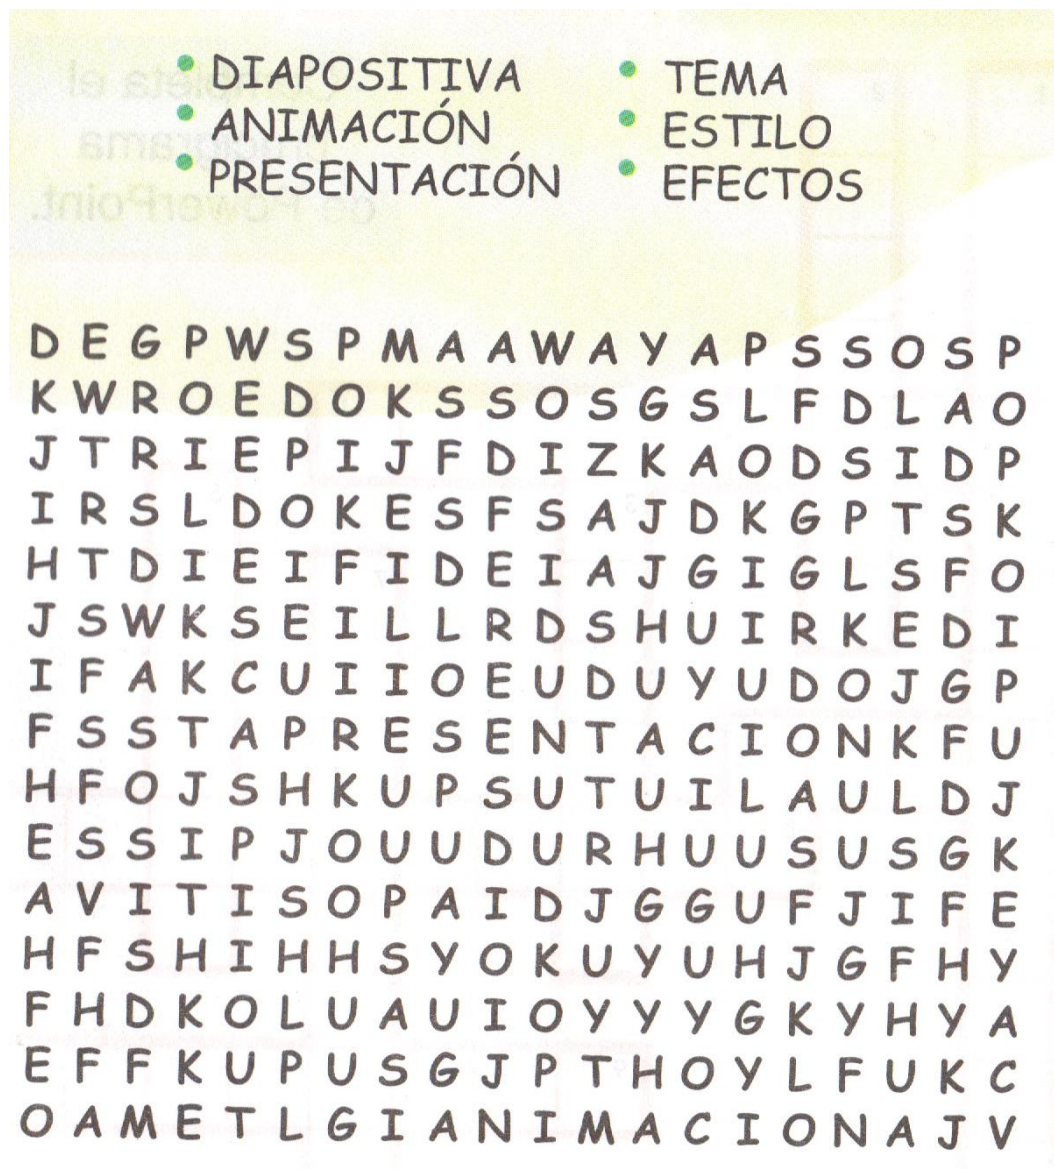 • DIAPOSITIVA • TEMA
• ANIMACIÓN • ESTILO
• PRESENTACIÓN • EFECTOS
D E G P W S P M A A W A Y A P S S O S P
K W R O E D O K S S O S G S L F D L A O
J T R I E P I J F D I Z K A O D S I D P
I R S L D O K E S F S A J D K G P T S K
H T D I E I F I D E I A J G I G L S F O
J S W K S E I L L R D S H U I R K E D I
I F A K C U I I O E U D U Y U D O J G P
F S S T A P R E S E N T A C I O N K F U
H F O J S H K U P S U T U I L A U L D J
E S S I P J O U U D U R H U U S U S G K
A V I T I S O P A I D J G G U F J I F E
H F S H I H H S Y O K U Y U H J G F H Y
F H D K O L U A U I O Y Y Y G K Y H Y A
E F F K U P U S G J P T H O Y L F U K C
O A M E T L G I A N I M A C I O N A J V